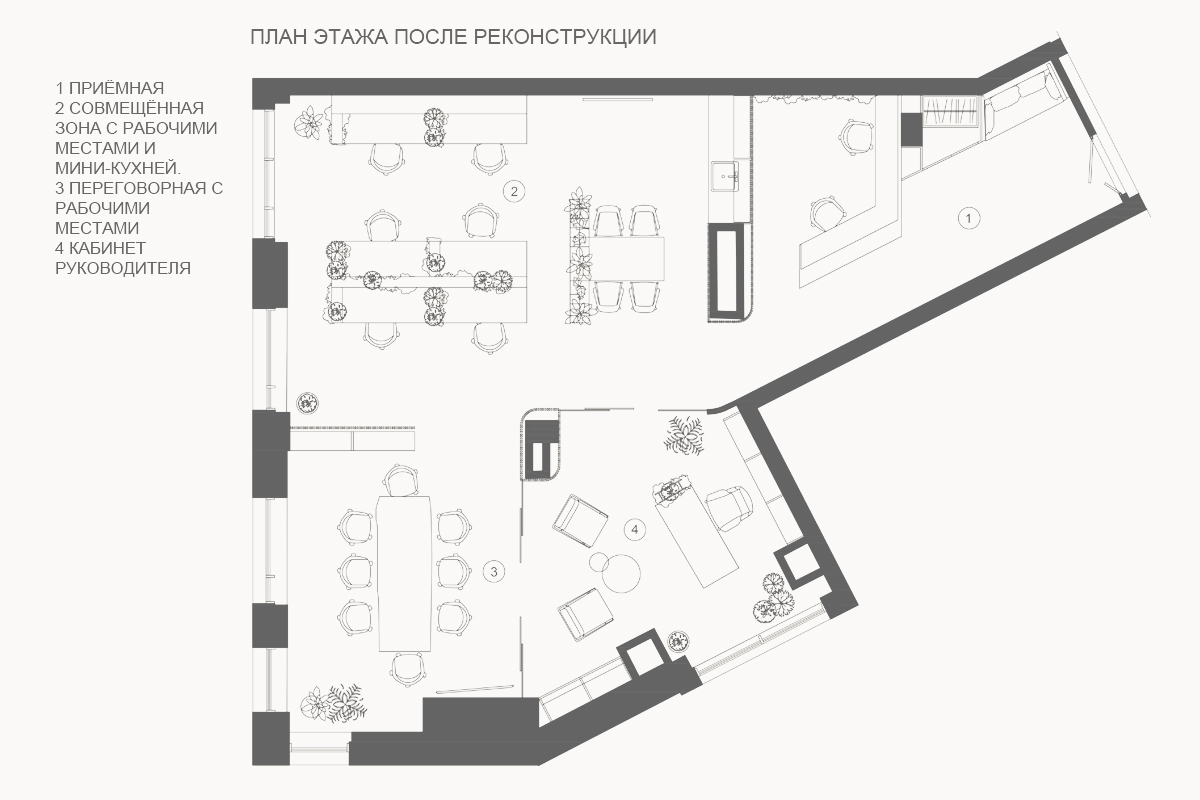 ПЛАН ЭТАЖА ПОСЛЕ РЕКОНСТРУКЦИИ
1 ПРИЁМНАЯ
2 СОВМЕЩЁННАЯ
ЗОНА С РАБОЧИМИ
МЕСТАМИ И
МИНИ-КУХНЕЙ.
3 ПЕРЕГОВОРНАЯ С
РАБОЧИМИ
МЕСТАМИ
4 КАБИНЕТ
РУКОВОДИТЕЛЯ
2
1
4
3